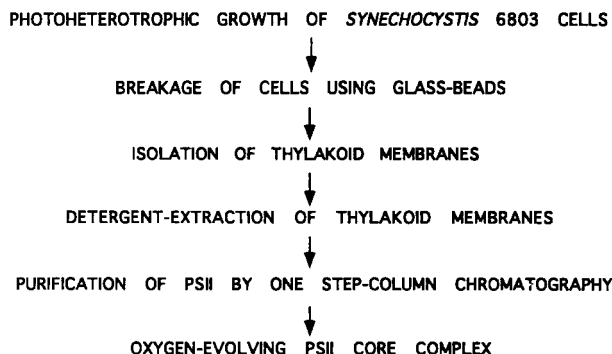 PHOTOHETEROTROPHIC GROWTH OF SYNECHOCYSTIS 6803 CELLS
BREAKAGE OF CELLS USING GLASS-BEADS
ISOLATION OF THYLAKOID MEMBRANES
DETERGENT-EXTRACTION OF THYLAKOID MEMBRANES
PURIFICATION OF PSII BY ONE STEP-COLUMN CHROMATOGRAPHY
OXYGEN-EVOLVING PSII CORE COMPLEX